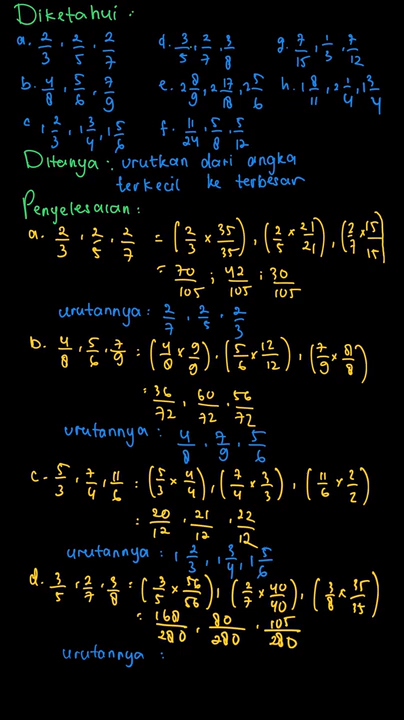 Diketahui :
a. 2/3, 2/5, 2/7 d. 3/5, 2/7, 3/8 g. 7/15, 1/3, 7/12
b. 4/8, 5/6, 7/9 e. 2 8/9, 2 17/18, 2 5/6 h. 1 8/11, 2 1/4, 1 3/4
c 1 2/3, 1 3/4, 1 5/6 f. 11/24, 5/8, 5/12
Ditanya : urutkan dari angka
terkecil ke terbesar
Penyelesaian :
a. 2/3, 2/5, 2/7 = (2/3 × 35/35), (2/5 × 21/21), (2/7 × 15/15)
= 70/105 ; 42/105 ; 30/105
urutannya : 2/7, 2/5, 2/3
b. 4/8, 5/6, 7/9 = (4/8 × 9/9), (5/6 × 12/12), (7/9 × 8/8)
= 36/72, 60/72, 56/72
urutannya : 4/8, 7/9, 5/6
c. 5/3, 7/4, 11/6 : (5/3 × 4/4), (7/4 × 3/3), (11/6 × 2/2)
: 20/12, 21/12, 22/12
urutannya : 1 2/3, 1 3/4, 1 5/6
d. 3/5, 2/7, 3/8 = (3/5 × 56/56), (2/7 × 40/40), (3/8 × 35/35)
= 168/280, 80/280, 105/280
urutannya :